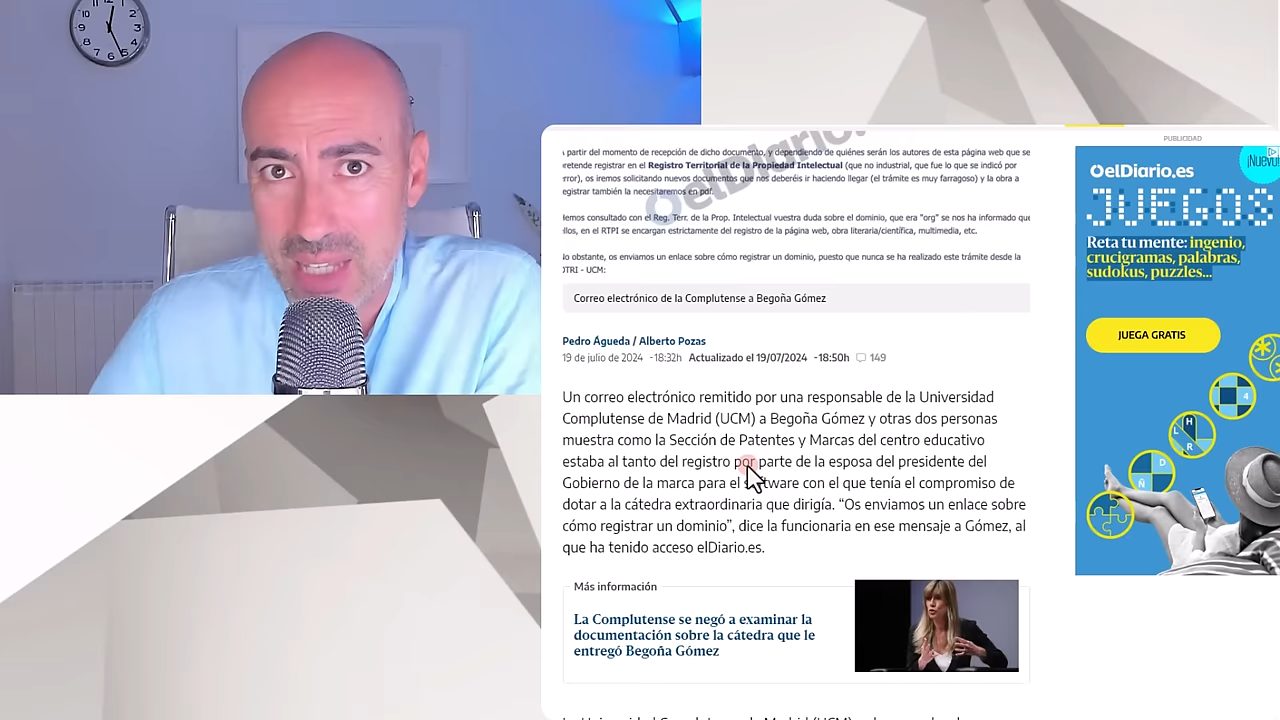 12
5
6
7
8
9
PUBLICIDAD
partir del momento de recepción de dicho documento, y dependiendo de quiénes serán los autores de esta página web que se
retende registrar en el Registro Territorial de la Propiedad Intelectual (que no industrial, que fue lo que se indicó por
rror), os iremos solicitando nuevos documentos que nos deberéis ir haciendo llegar (el trámite es muy farragoso) y la obra a
egistrar también la necesitaremos en pdf.
elDiario.
emos consultado con el Reg. Terr. de la Prop. Intelectual vuestra duda sobre el dominio, que era "org" se nos ha informado que
llos, en el RTPI se encargan estrictamente del registro de la página web, obra literaria/científica, multimedia, etc.
o obstante, os enviamos un enlace sobre cómo registrar un dominio, puesto que nunca se ha realizado este trámite desde la
OTRI - UCM:
Correo electrónico de la Complutense a Begoña Gómez
Pedro Águeda / Alberto Pozas
19 de julio de 2024 -18:32h Actualizado el 19/07/2024 -18:50h 149
Un correo electrónico remitido por una responsable de la Universidad
Complutense de Madrid (UCM) a Begoña Gómez y otras dos personas
muestra como la Sección de Patentes y Marcas del centro educativo
estaba al tanto del registro por parte de la esposa del presidente del
Gobierno de la marca para el software con el que tenía el compromiso de
dotar a la cátedra extraordinaria que dirigía. “Os enviamos un enlace sobre
cómo registrar un dominio”, dice la funcionaria en ese mensaje a Gómez, al
que ha tenido acceso elDiario.es.
Más información
La Complutense se negó a examinar la
documentación sobre la cátedra que le
entregó Begoña Gómez
¡Nuevo!
elDiario.es
JUEGOS
Reta tu mente: ingenio,
crucigramas, palabras,
sudokus, puzzles...
JUEGA GRATIS
4
H
L
R
Ñ
D